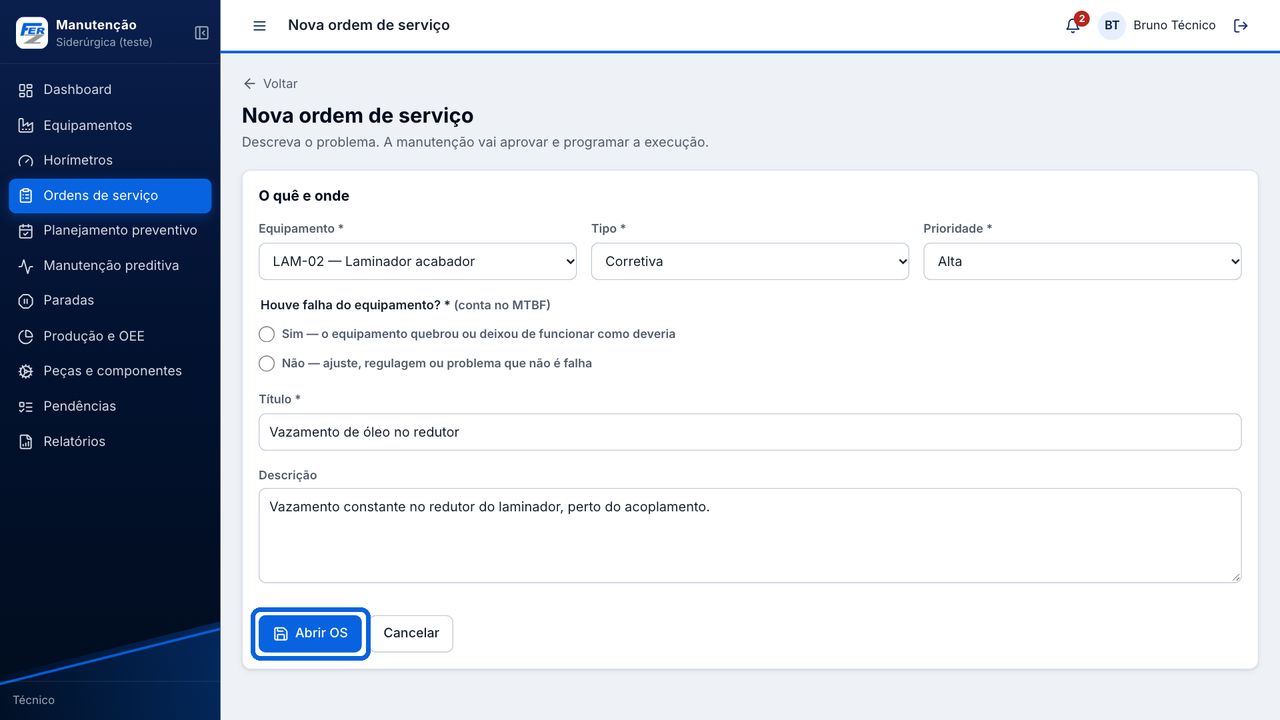 FER
2
Manutenção
Siderúrgica (teste)
Nova ordem de serviço
2
BT
Bruno Técnico
Dashboard
Equipamentos
Horímetros
Ordens de serviço
Planejamento preventivo
Manutenção preditiva
Paradas
Produção e OEE
Peças e componentes
Pendências
Relatórios
Técnico
Voltar
Nova ordem de serviço
Descreva o problema. A manutenção vai aprovar e programar a execução.
O quê e onde
Equipamento * Tipo * Prioridade *
LAM-02 — Laminador acabador Corretiva Alta
Houve falha do equipamento? * (conta no MTBF)
Sim — o equipamento quebrou ou deixou de funcionar como deveria
Não — ajuste, regulagem ou problema que não é falha
Título *
Vazamento de óleo no redutor
Descrição
Vazamento constante no redutor do laminador, perto do acoplamento.
Abrir OS Cancelar